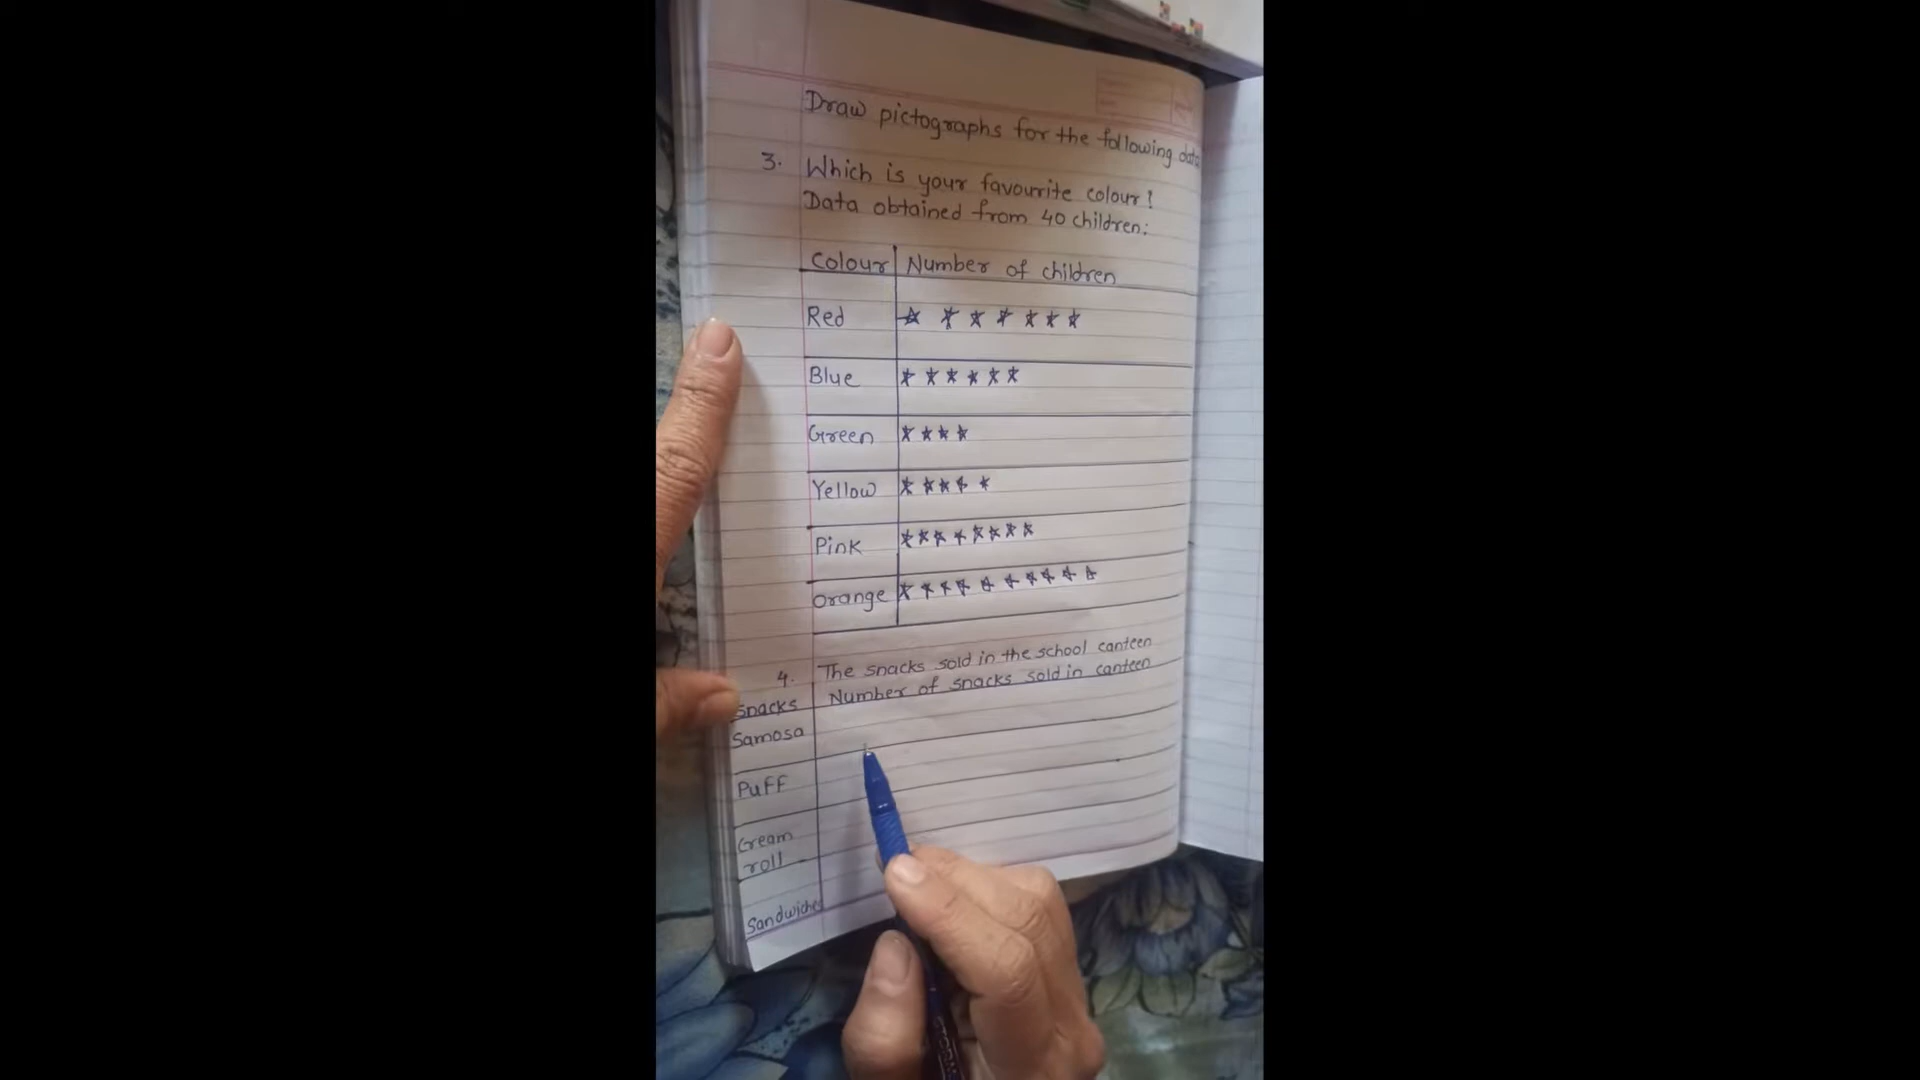 Draw pictographs for the following data
3. Which is your favourite colour?
Data obtained from 40 children:
Colour Number of children
Red
Blue
Green
Yellow
Pink
Orange
4. The snacks sold in the school canteen
Snacks Number of snacks sold in canteen
Samosa
Puff
Cream
roll
Sandwiches